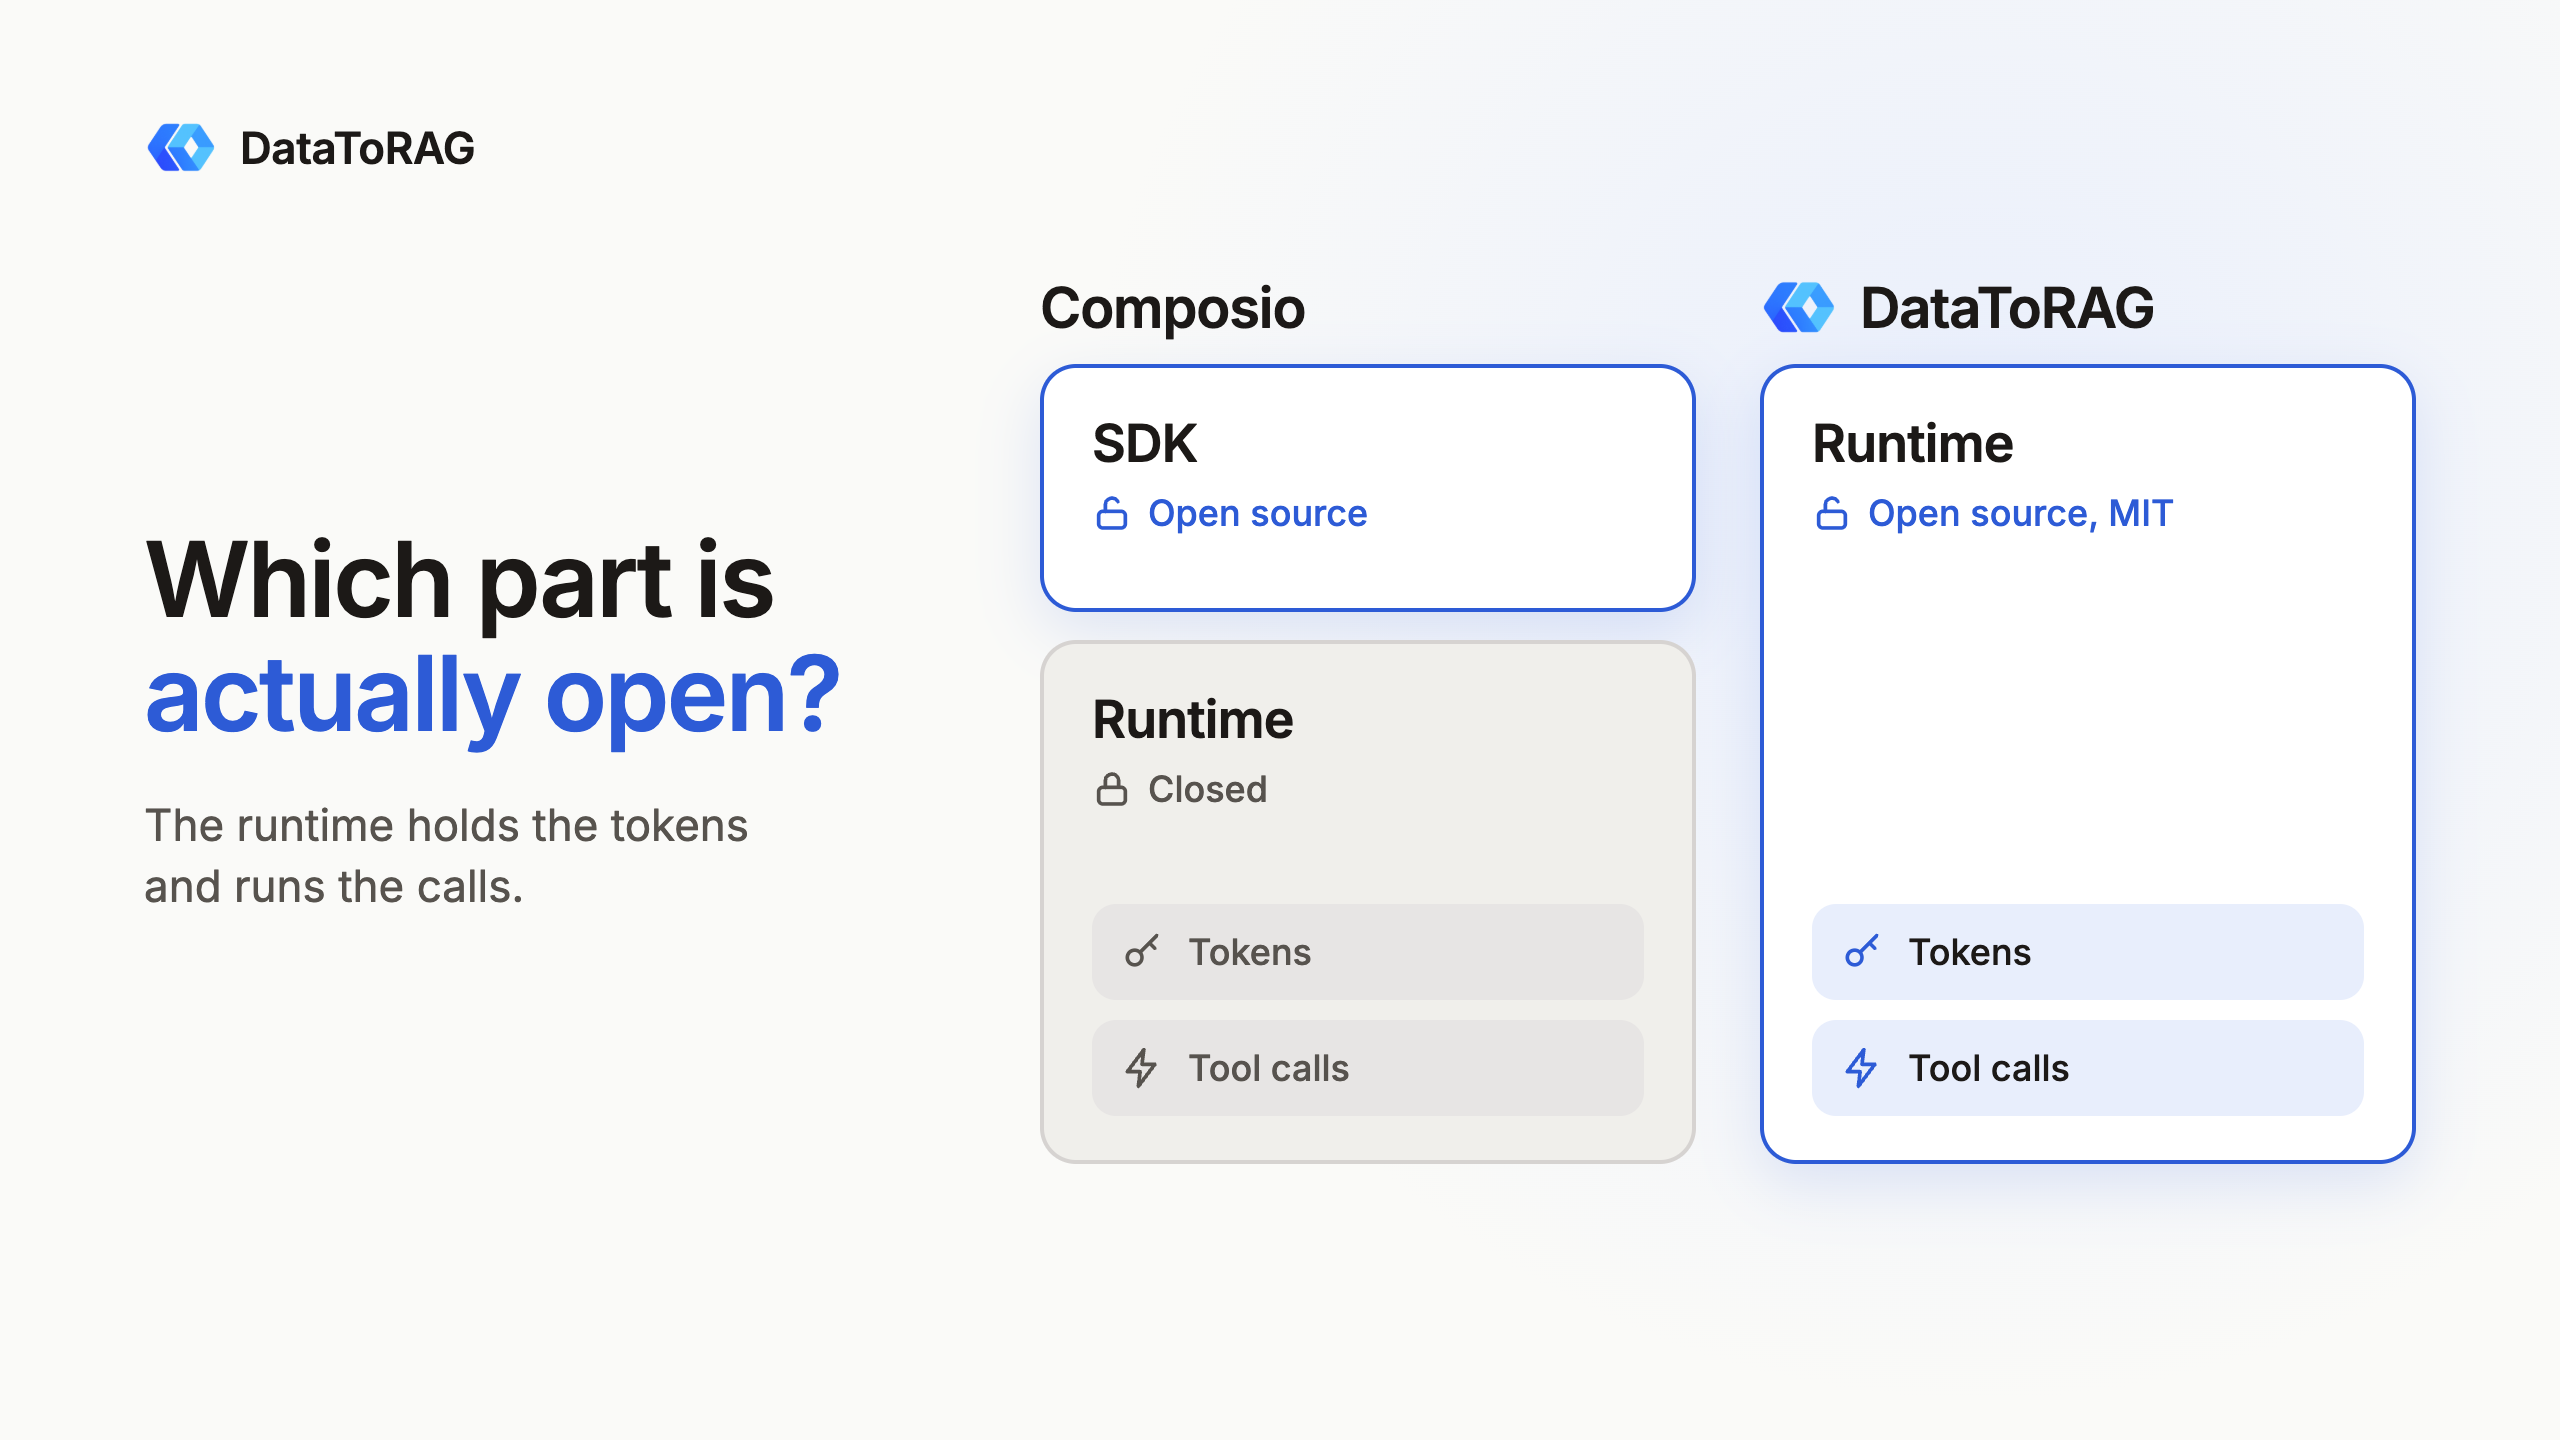 DataToRAG
Which part is
actually open?
The runtime holds the tokens
and runs the calls.
Composio
SDK
Open source
Runtime
Closed
Tokens
Tool calls
DataToRAG
Runtime
Open source, MIT
Tokens
Tool calls